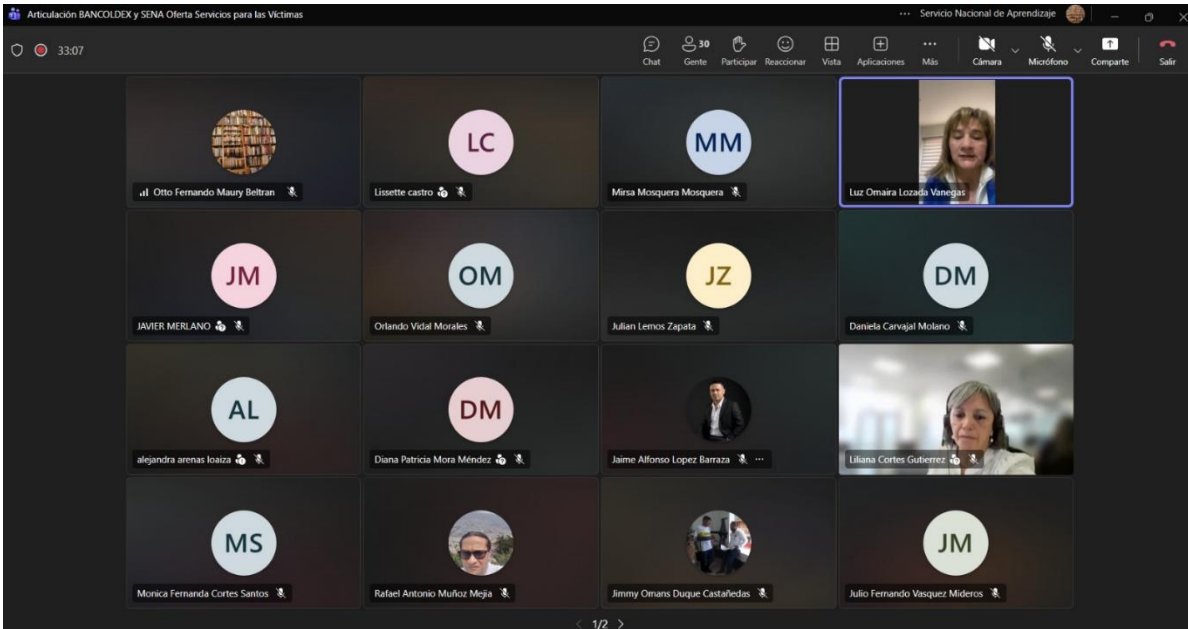 Articulación BANCOLDEX y SENA Oferta Servicios para las Víctimas
··· Servicio Nacional de Aprendizaje
33:07
30
Chat Gente Participar Reaccionar Vista Aplicaciones Más Cámara Micrófono Comparte Salir
LC
MM
Otto Fernando Maury Beltran
Lissette castro
Mirsa Mosquera Mosquera
Luz Omaira Lozada Vanegas
JM
OM
JZ
DM
JAVIER MERLANO
Orlando Vidal Morales
Julian Lemos Zapata
Daniela Carvajal Molano
AL
DM
alejandra arenas loaiza
Diana Patricia Mora Méndez
Jaime Alfonso Lopez Barraza ···
Liliana Cortes Gutierrez
MS
JM
Monica Fernanda Cortes Santos
Rafael Antonio Muñoz Mejia
Jimmy Omans Duque Castañedas
Julio Fernando Vasquez Mideros
< 1/2 >